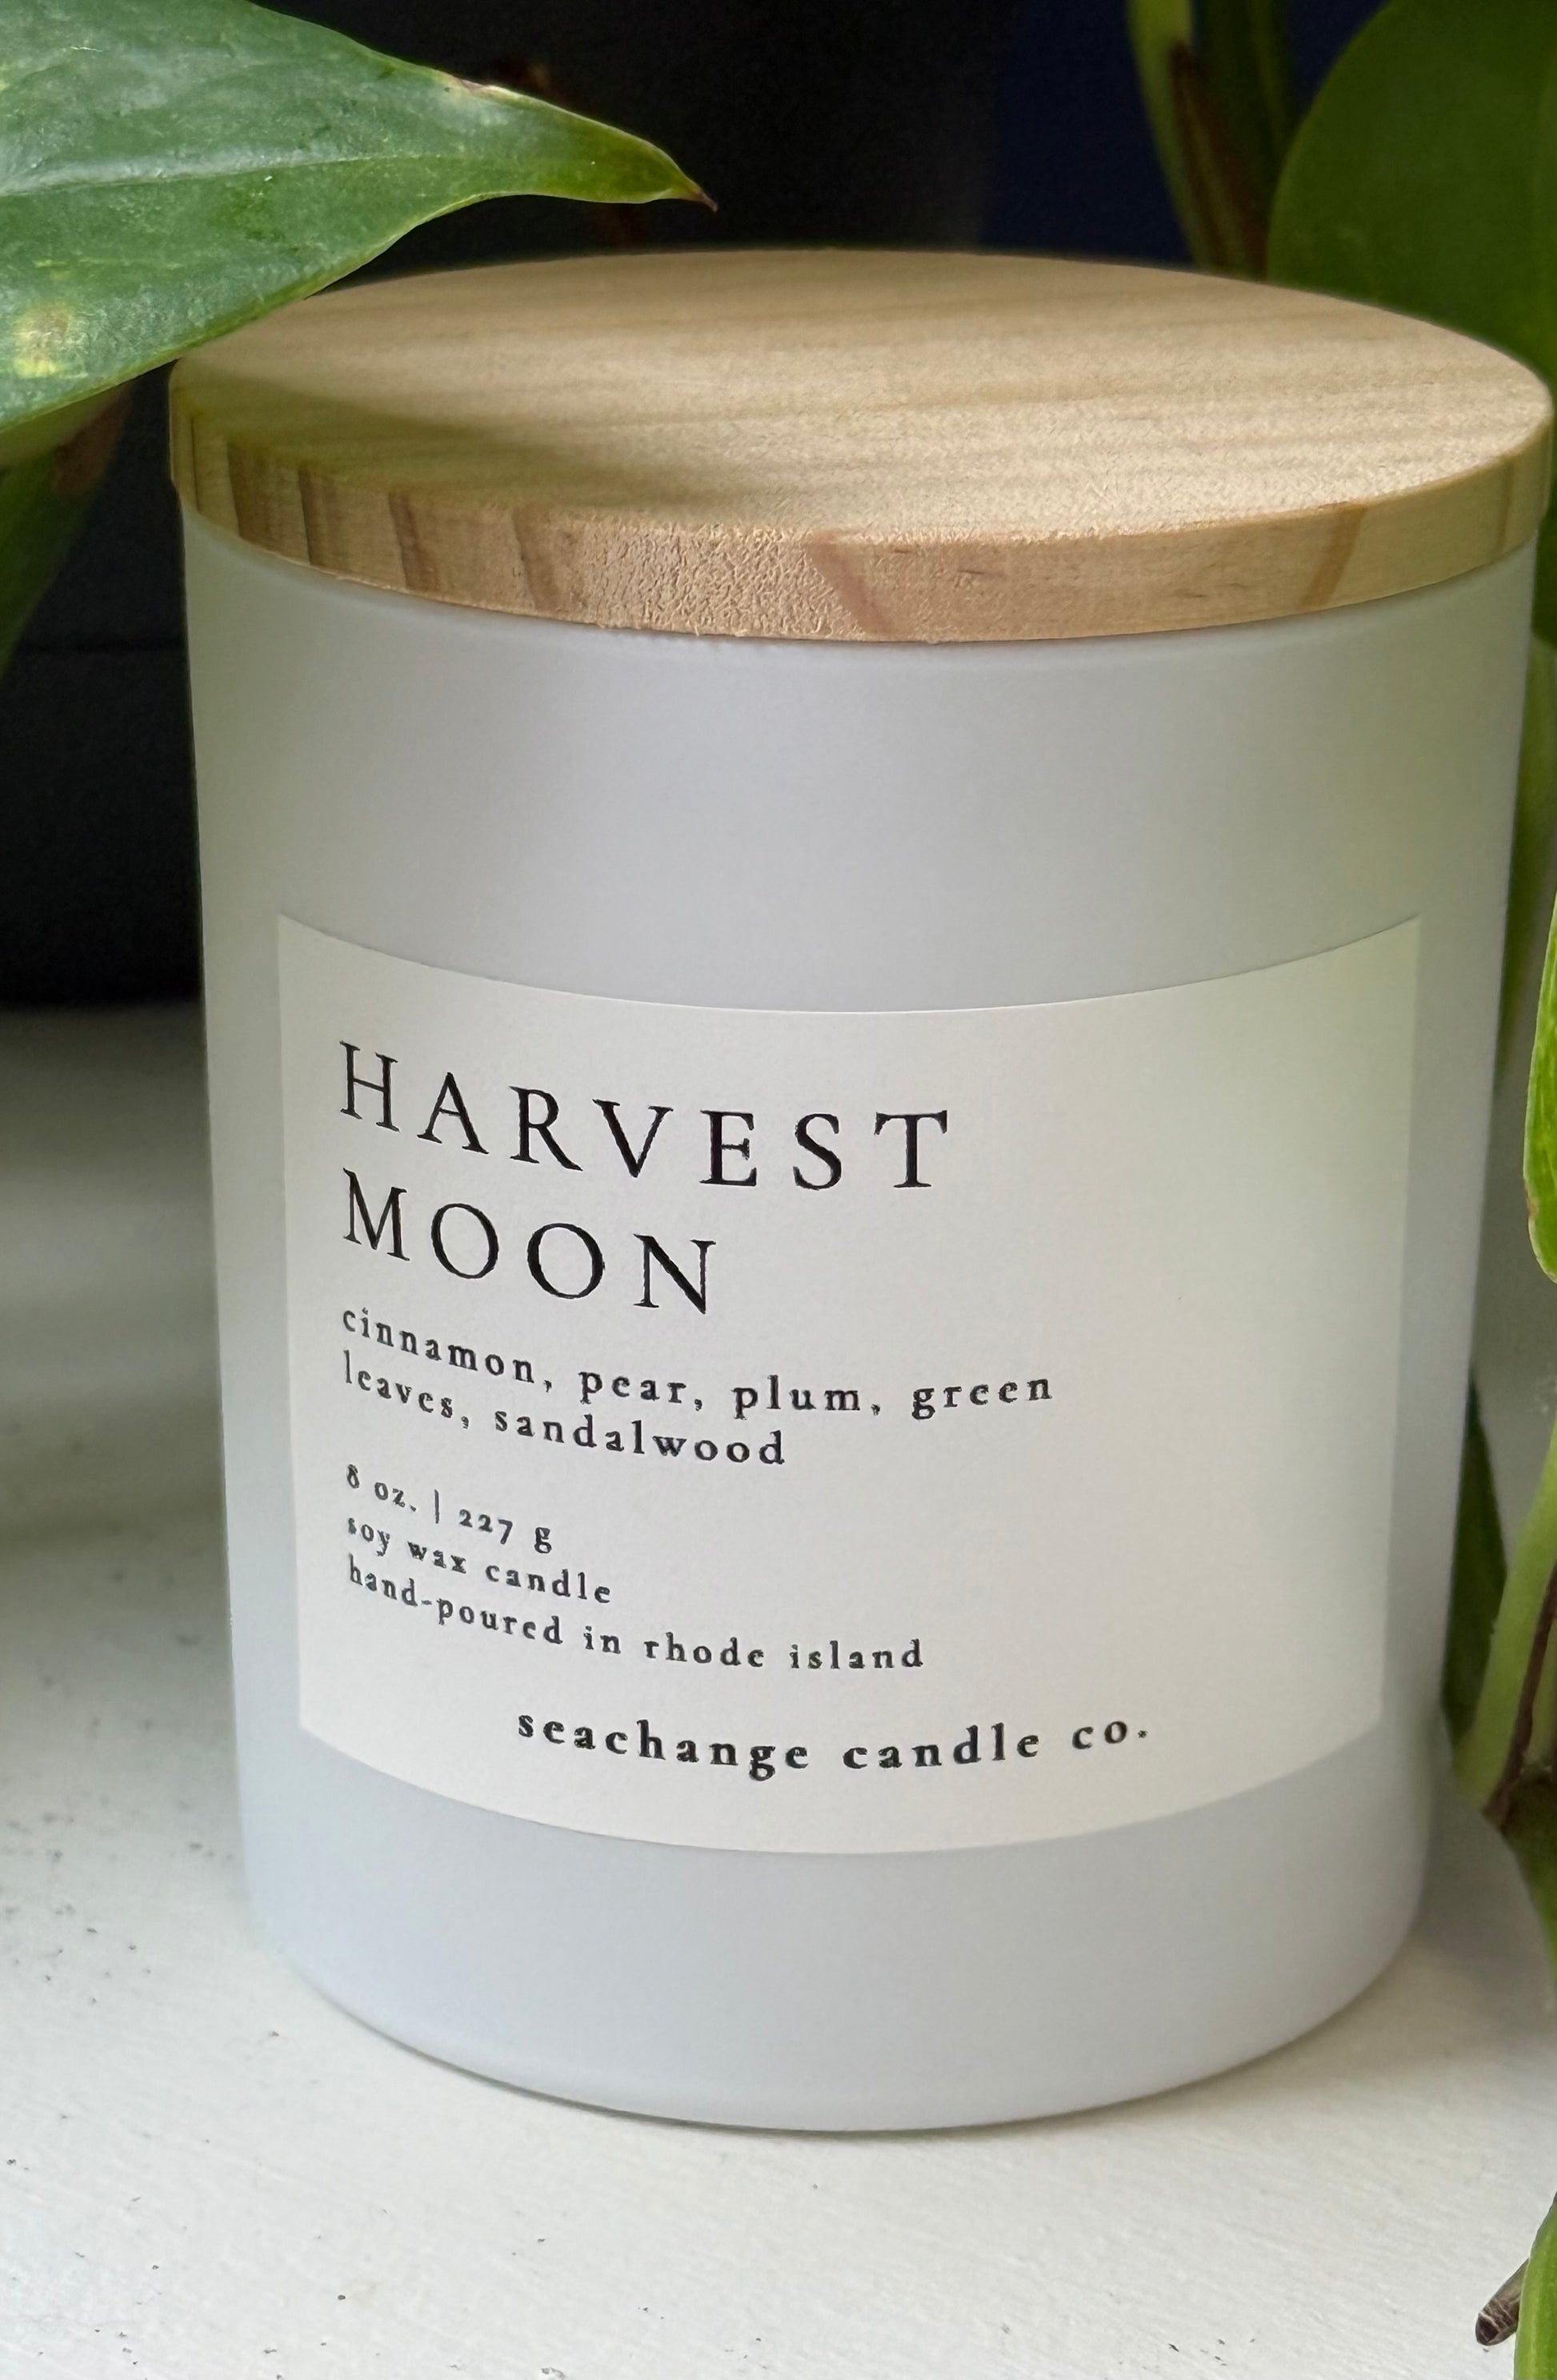 HARVEST
MOON
cinnamon, pear, plum, green
leaves, sandalwood
8 oz. | 227 g
soy wax candle
hand-poured in rhode island
seachange candle co.